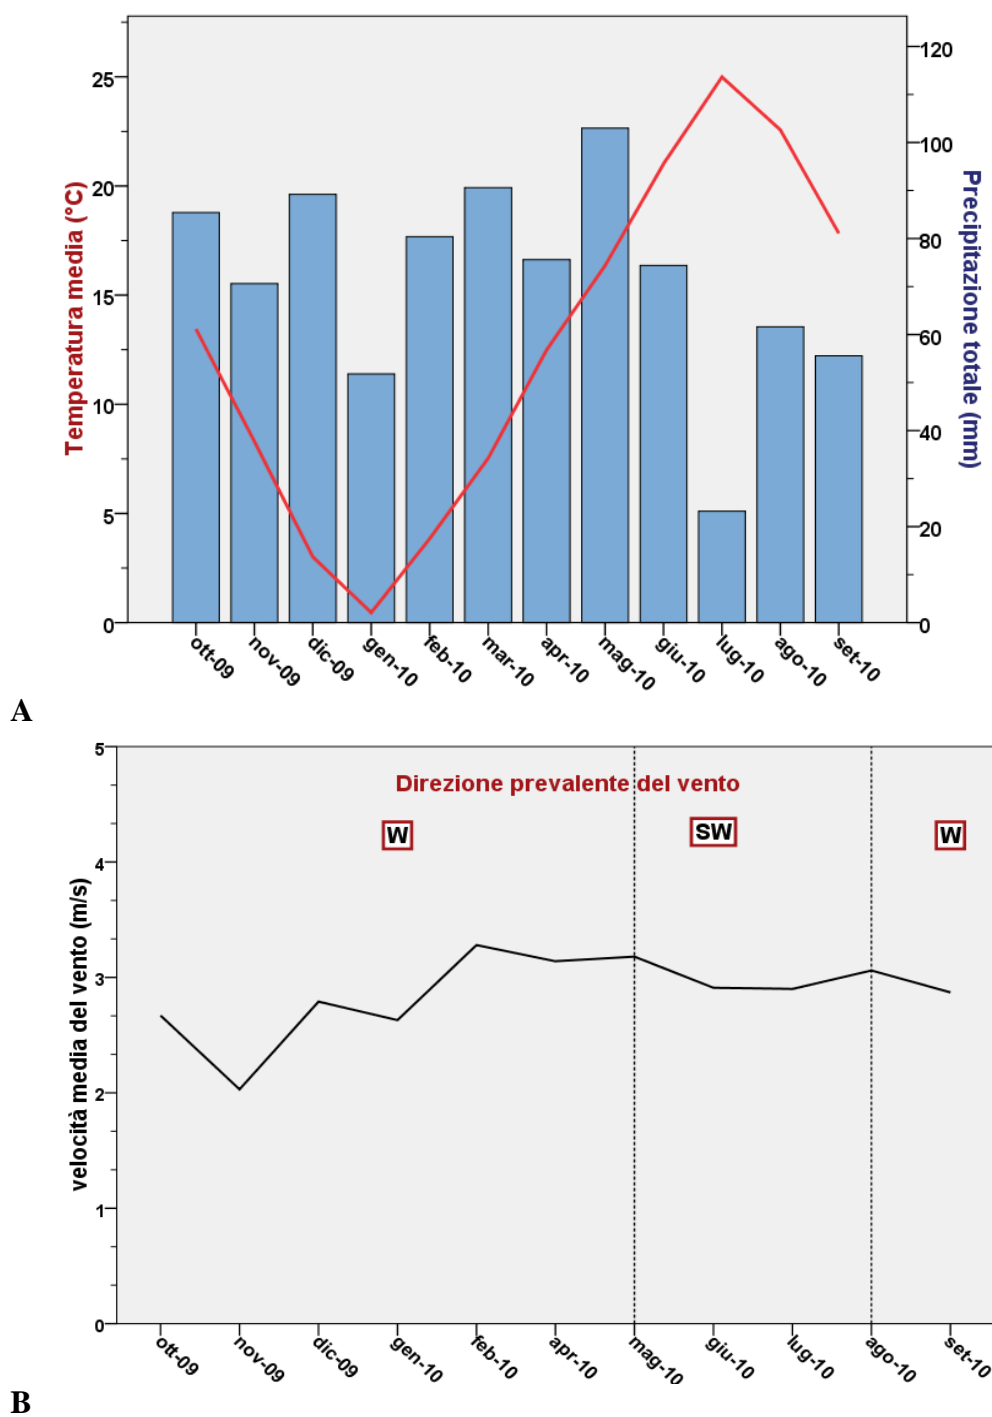 25
20
15
10
5
0
Temperatura media (°C)
120
100
80
60
40
20
0
Precipitazione totale (mm)
ott-09
nov-09
dic-09
gen-10
feb-10
mar-10
apr-10
mag-10
giu-10
lug-10
ago-10
set-10
A
5
4
3
2
1
0
velocità media del vento (m/s)
Direzione prevalente del vento
W
SW
W
ott-09
nov-09
dic-09
gen-10
feb-10
apr-10
mag-10
giu-10
lug-10
ago-10
set-10
B